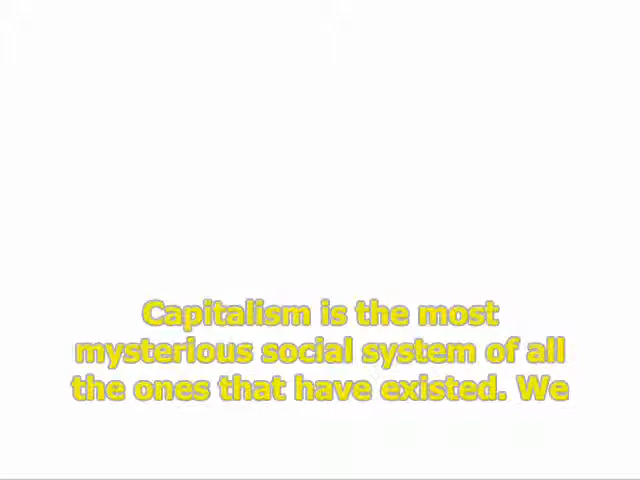 Capitalism is the most
mysterious social system of all
the ones that have existed. We